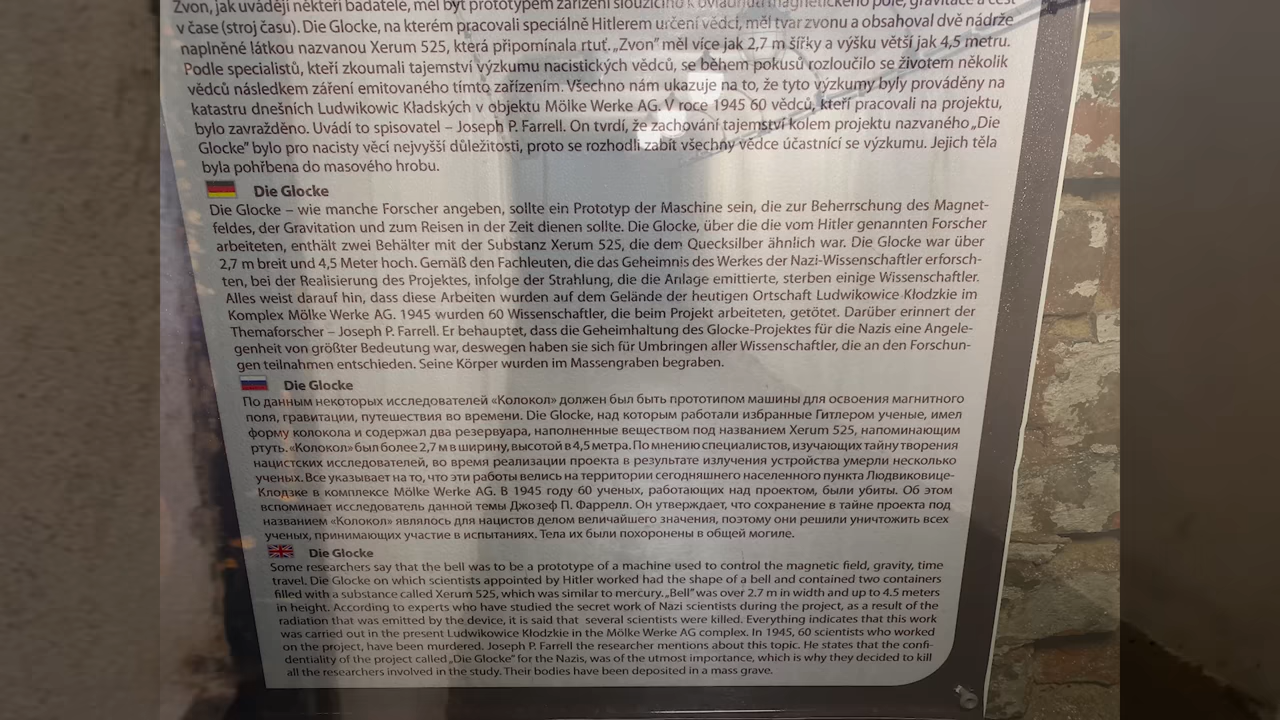 Zvon, jak uvádějí někteří badatelé, měl být prototypem zařízení sloužícího k ovládnutí magnetického pole, gravitace a cest
v čase (stroj času). Die Glocke, na kterém pracovali speciálně Hitlerem určení vědci, měl tvar zvonu a obsahoval dvě nádrže
naplněné látkou nazvanou Xerum 525, která připomínala rtuť. „Zvon” měl více jak 2,7 m šířky a výšku větší jak 4,5 metru.
Podle specialistů, kteří zkoumali tajemství výzkumu nacistických vědců, se během pokusů rozloučilo se životem několik
vědců následkem záření emitovaného tímto zařízením. Všechno nám ukazuje na to, že tyto výzkumy byly prováděny na
katastru dnešních Ludwikowic Kładských v objektu Mölke Werke AG. V roce 1945 60 vědců, kteří pracovali na projektu,
bylo zavražděno. Uvádí to spisovatel – Joseph P. Farrell. On tvrdí, že zachování tajemství kolem projektu nazvaného „Die
Glocke” bylo pro nacisty věcí nejvyšší důležitosti, proto se rozhodli zabít všechny vědce účastnící se výzkumu. Jejich těla
byla pohřbena do masového hrobu.
Die Glocke
Die Glocke – wie manche Forscher angeben, sollte ein Prototyp der Maschine sein, die zur Beherrschung des Magnet-
feldes, der Gravitation und zum Reisen in der Zeit dienen sollte. Die Glocke, über die die vom Hitler genannten Forscher
arbeiteten, enthält zwei Behälter mit der Substanz Xerum 525, die dem Quecksilber ähnlich war. Die Glocke war über
2,7 m breit und 4,5 Meter hoch. Gemäß den Fachleuten, die das Geheimnis des Werkes der Nazi-Wissenschaftler erforsch-
ten, bei der Realisierung des Projektes, infolge der Strahlung, die die Anlage emittierte, sterben einige Wissenschaftler.
Alles weist darauf hin, dass diese Arbeiten wurden auf dem Gelände der heutigen Ortschaft Ludwikowice Kłodzkie im
Komplex Mölke Werke AG. 1945 wurden 60 Wissenschaftler, die beim Projekt arbeiteten, getötet. Darüber erinnert der
Themaforscher – Joseph P. Farrell. Er behauptet, dass die Geheimhaltung des Glocke-Projektes für die Nazis eine Angele-
genheit von größter Bedeutung war, deswegen haben sie sich für Umbringen aller Wissenschaftler, die an den Forschun-
gen teilnahmen entschieden. Seine Körper wurden im Massengraben begraben.
Die Glocke
По данным некоторых исследователей «Колокол» должен был быть прототипом машины для освоения магнитного
поля, гравитации, путешествия во времени. Die Glocke, над которым работали избранные Гитлером ученые, имел
форму колокола и содержал два резервуара, наполненные веществом под названием Xerum 525, напоминающим
ртуть. «Колокол» был более 2,7 м в ширину, высотой в 4,5 метра. По мнению специалистов, изучающих тайну творения
нацистских исследователей, во время реализации проекта в результате излучения устройства умерли несколько
ученых. Все указывает на то, что эти работы велись на территории сегодняшнего населенного пункта Людвиковице-
Клодзке в комплексе Mölke Werke AG. В 1945 году 60 ученых, работающих над проектом, были убиты. Об этом
вспоминает исследователь данной темы Джозеф П. Фаррелл. Он утверждает, что сохранение в тайне проекта под
названием «Колокол» являлось для нацистов делом величайшего значения, поэтому они решили уничтожить всех
ученых, принимающих участие в испытаниях. Тела их были похоронены в общей могиле.
Die Glocke
Some researchers say that the bell was to be a prototype of a machine used to control the magnetic field, gravity, time
travel. Die Glocke on which scientists appointed by Hitler worked had the shape of a bell and contained two containers
filled with a substance called Xerum 525, which was similar to mercury. „Bell” was over 2.7 m in width and up to 4.5 meters
in height. According to experts who have studied the secret work of Nazi scientists during the project, as a result of the
radiation that was emitted by the device, it is said that several scientists were killed. Everything indicates that this work
was carried out in the present Ludwikowice Kłodzkie in the Mölke Werke AG complex. In 1945, 60 scientists who worked
on the project, have been murdered. Joseph P. Farrell the researcher mentions about this topic. He states that the confi-
dentiality of the project called „Die Glocke” for the Nazis, was of the utmost importance, which is why they decided to kill
all the researchers involved in the study. Their bodies have been deposited in a mass grave.